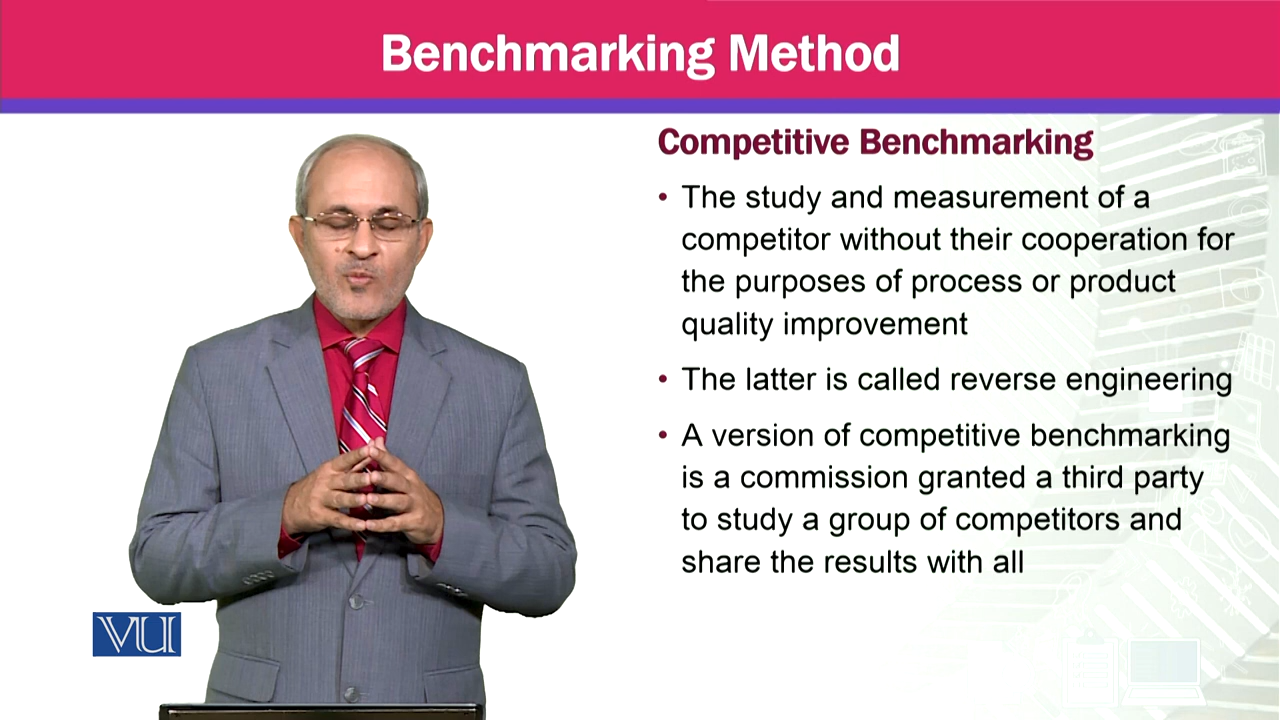 Benchmarking Method
Competitive Benchmarking
• The study and measurement of a
competitor without their cooperation for
the purposes of process or product
quality improvement
• The latter is called reverse engineering
• A version of competitive benchmarking
is a commission granted a third party
to study a group of competitors and
share the results with all
VU